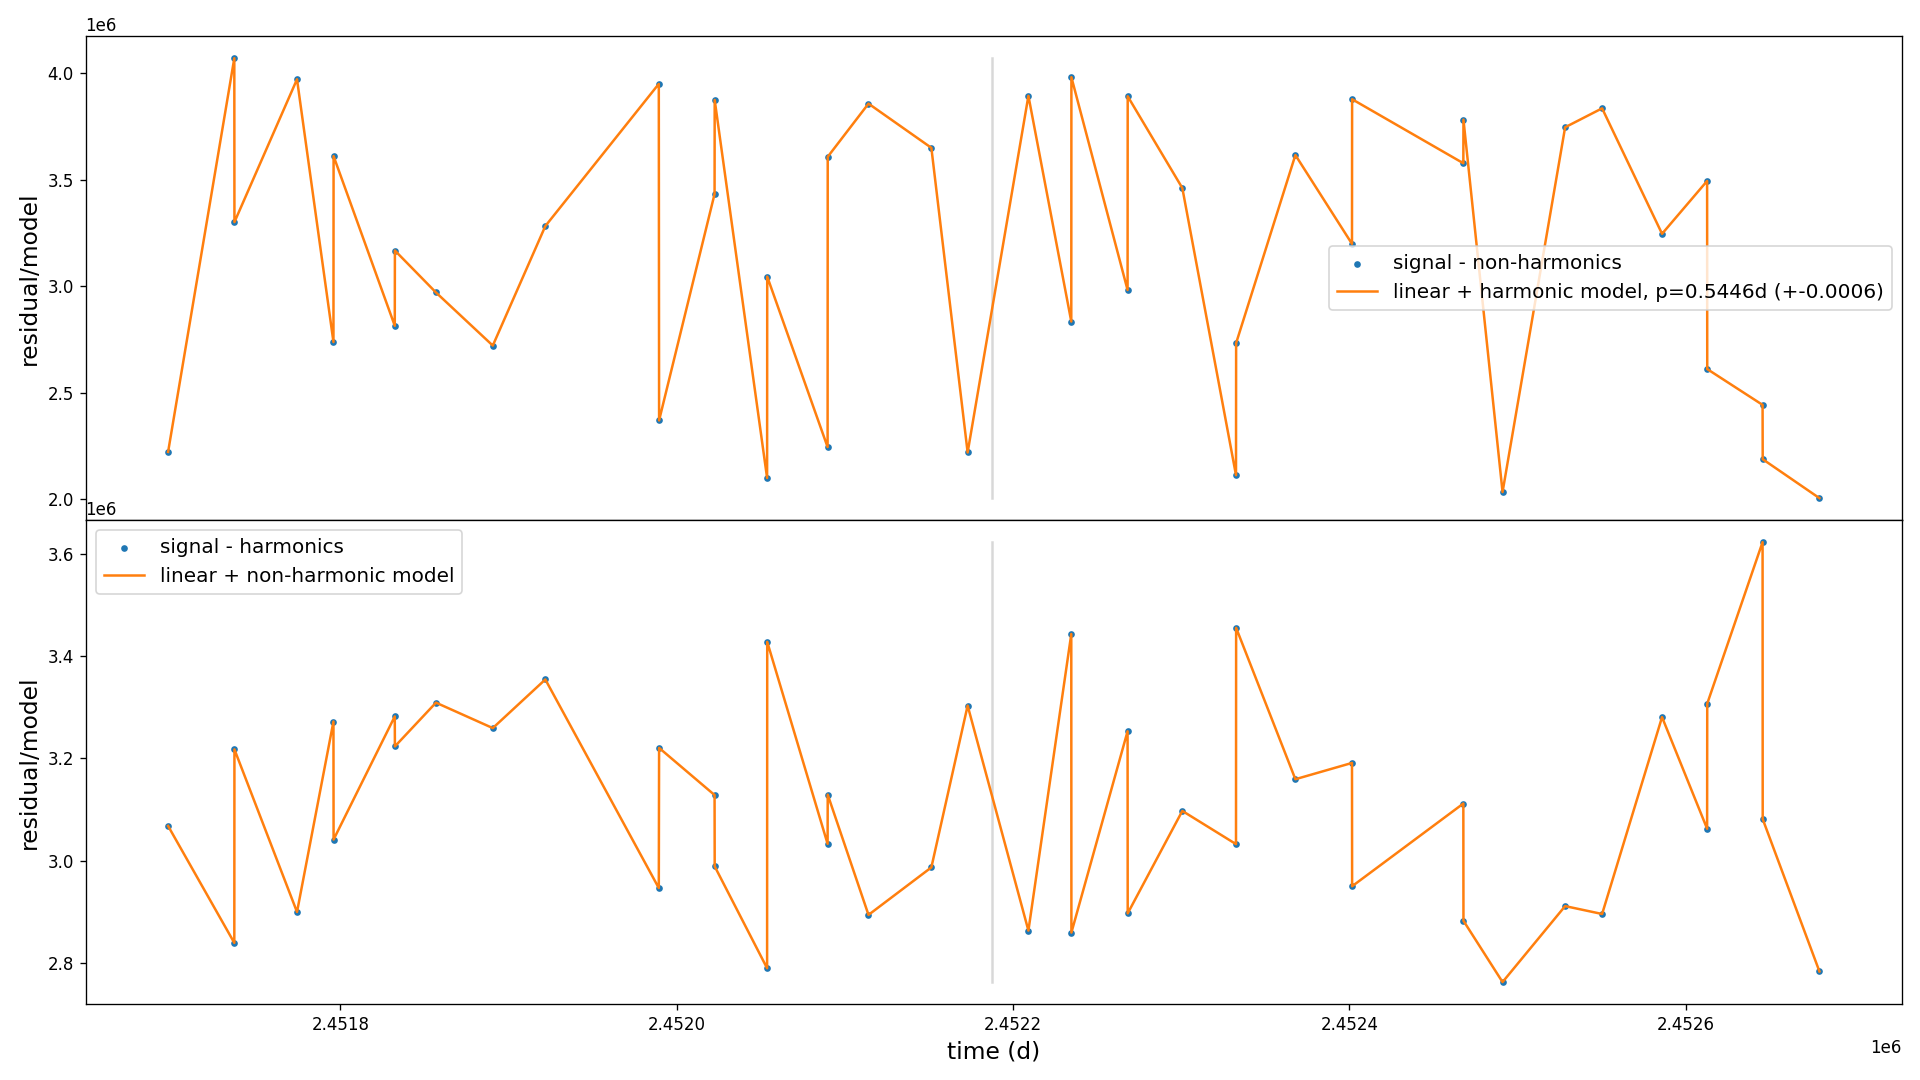 1e6
4.0
3.5
3.0
2.5
2.0
residual/model
signal - non-harmonics
linear + harmonic model, p=0.5446d (+-0.0006)
1e6
3.6
3.4
3.2
3.0
2.8
residual/model
signal - harmonics
linear + non-harmonic model
2.4518 2.4520 2.4522 2.4524 2.4526
1e6
time (d)